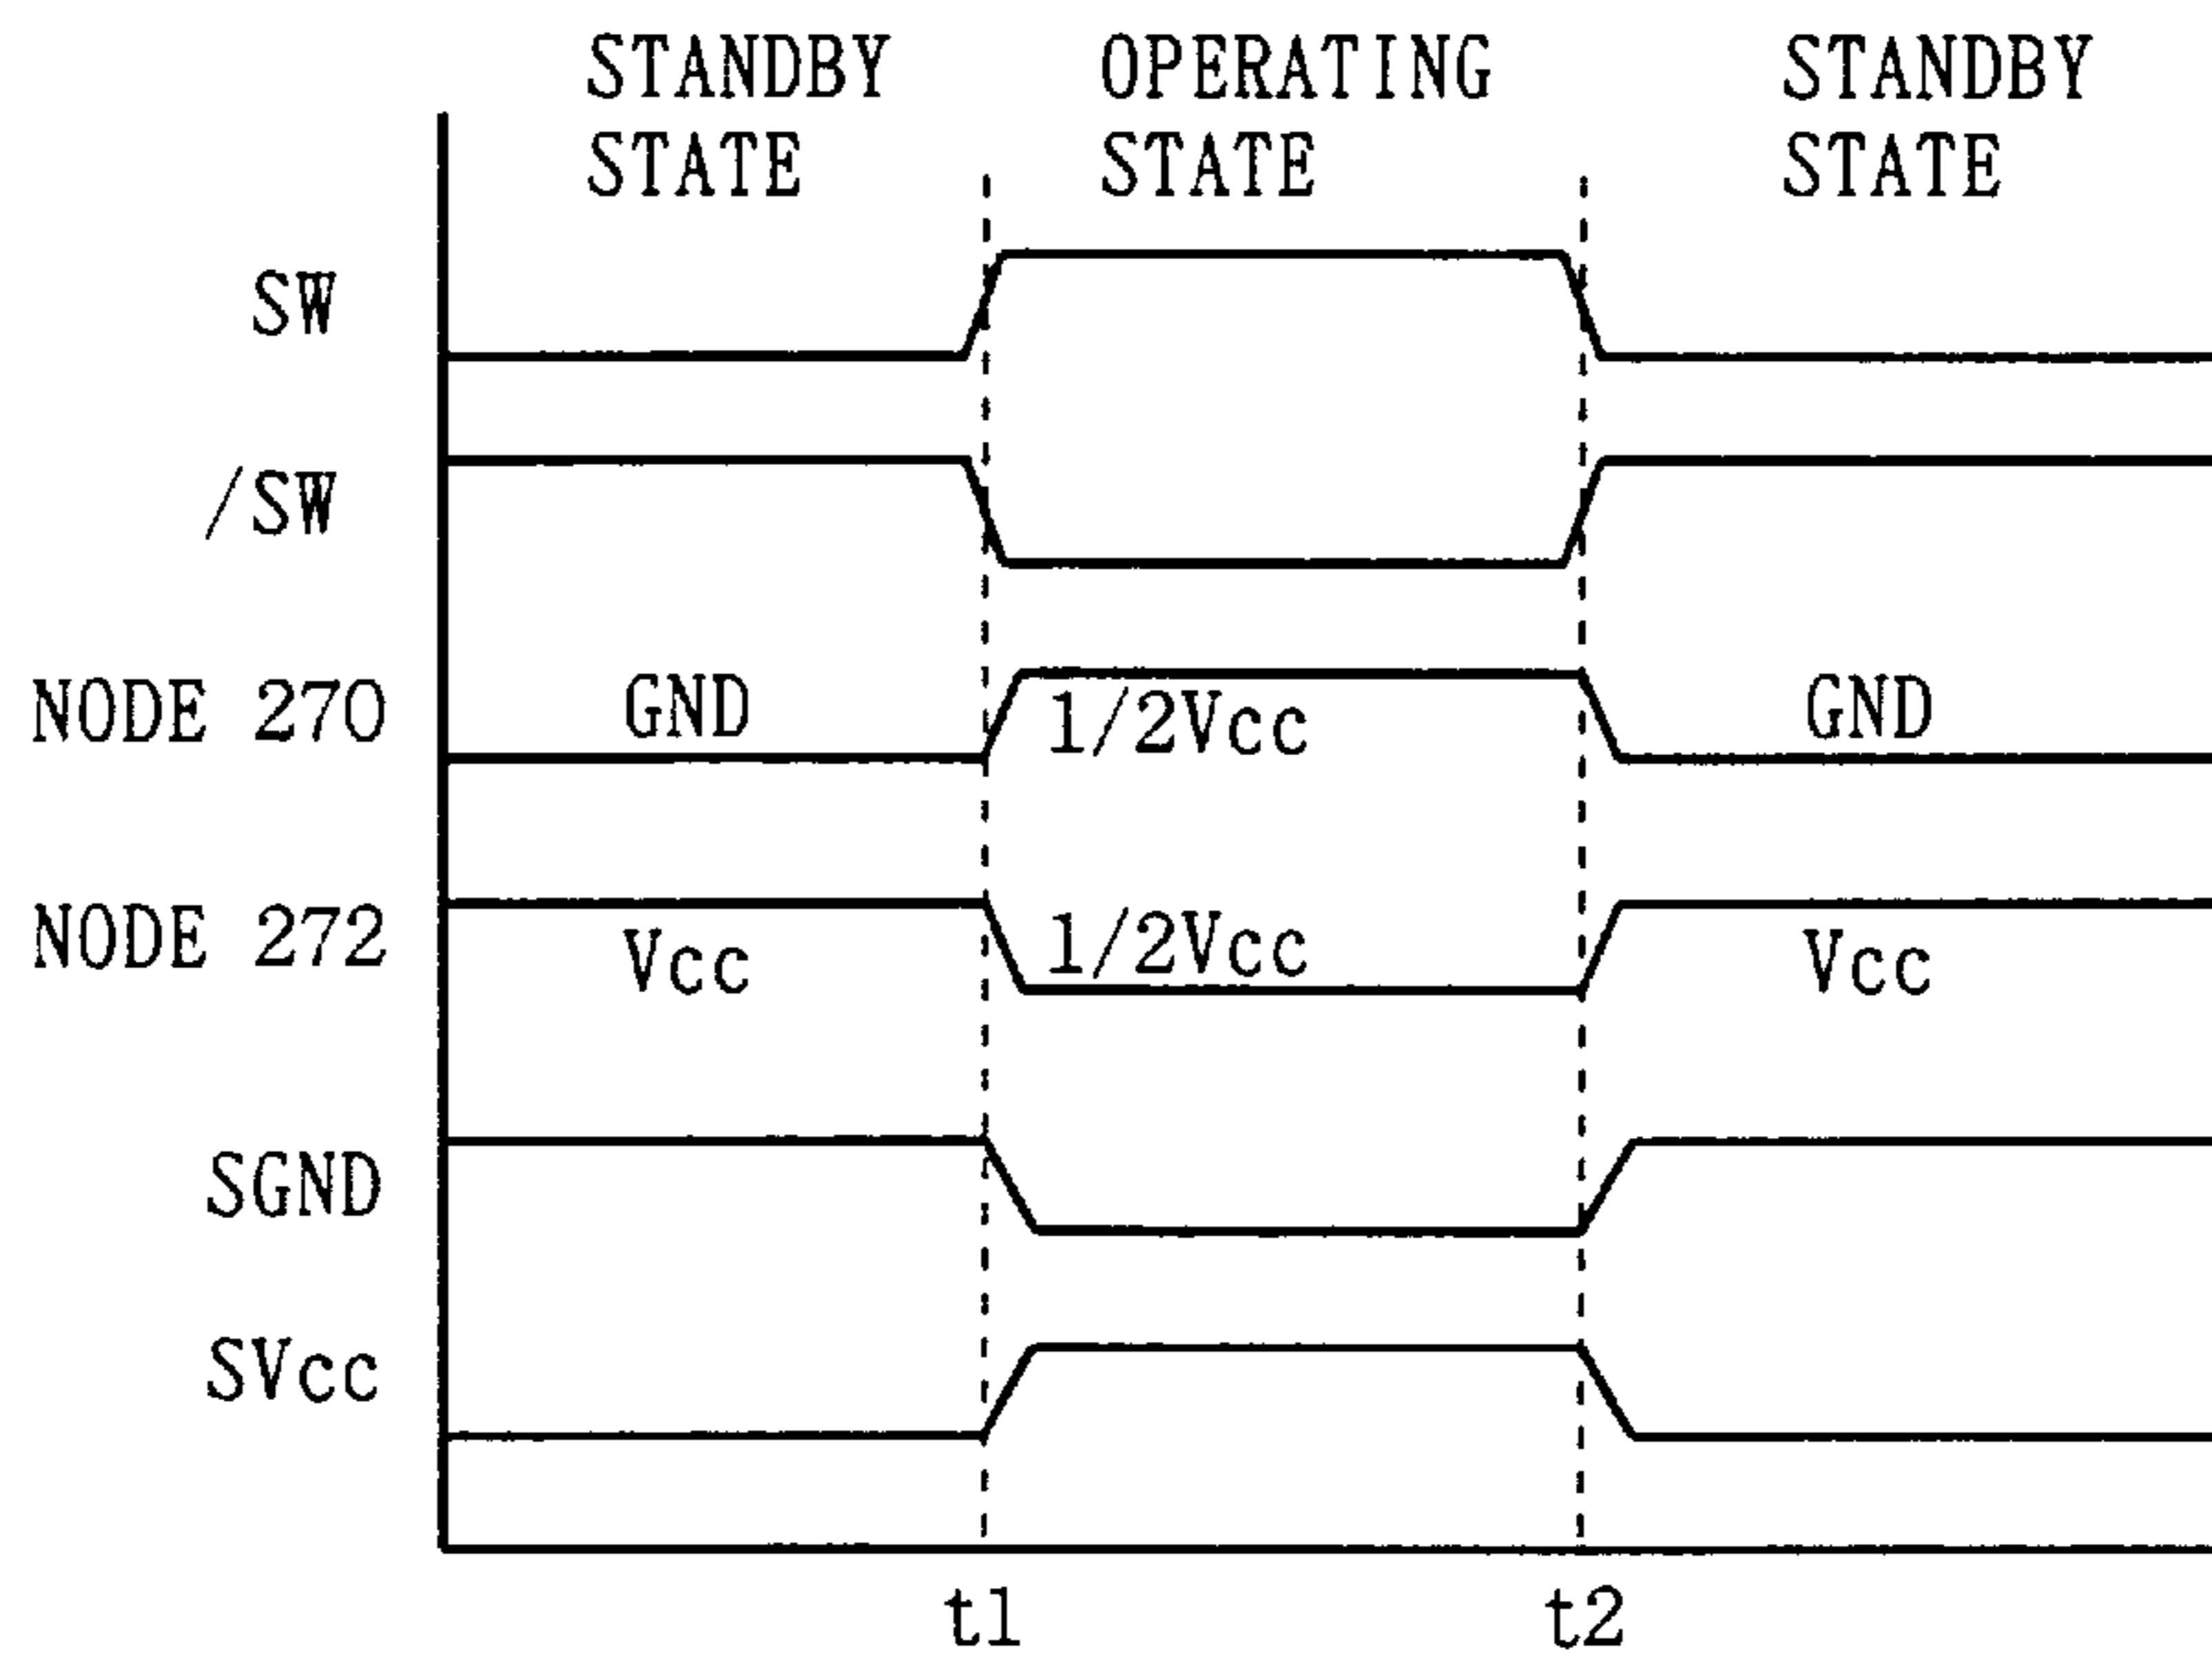 STANDBY STATE
OPERATING STATE
STANDBY STATE
SW
/SW
NODE 270
GND
1/2Vcc
GND
NODE 272
Vcc
1/2Vcc
Vcc
SGND
SVcc
t1
t2